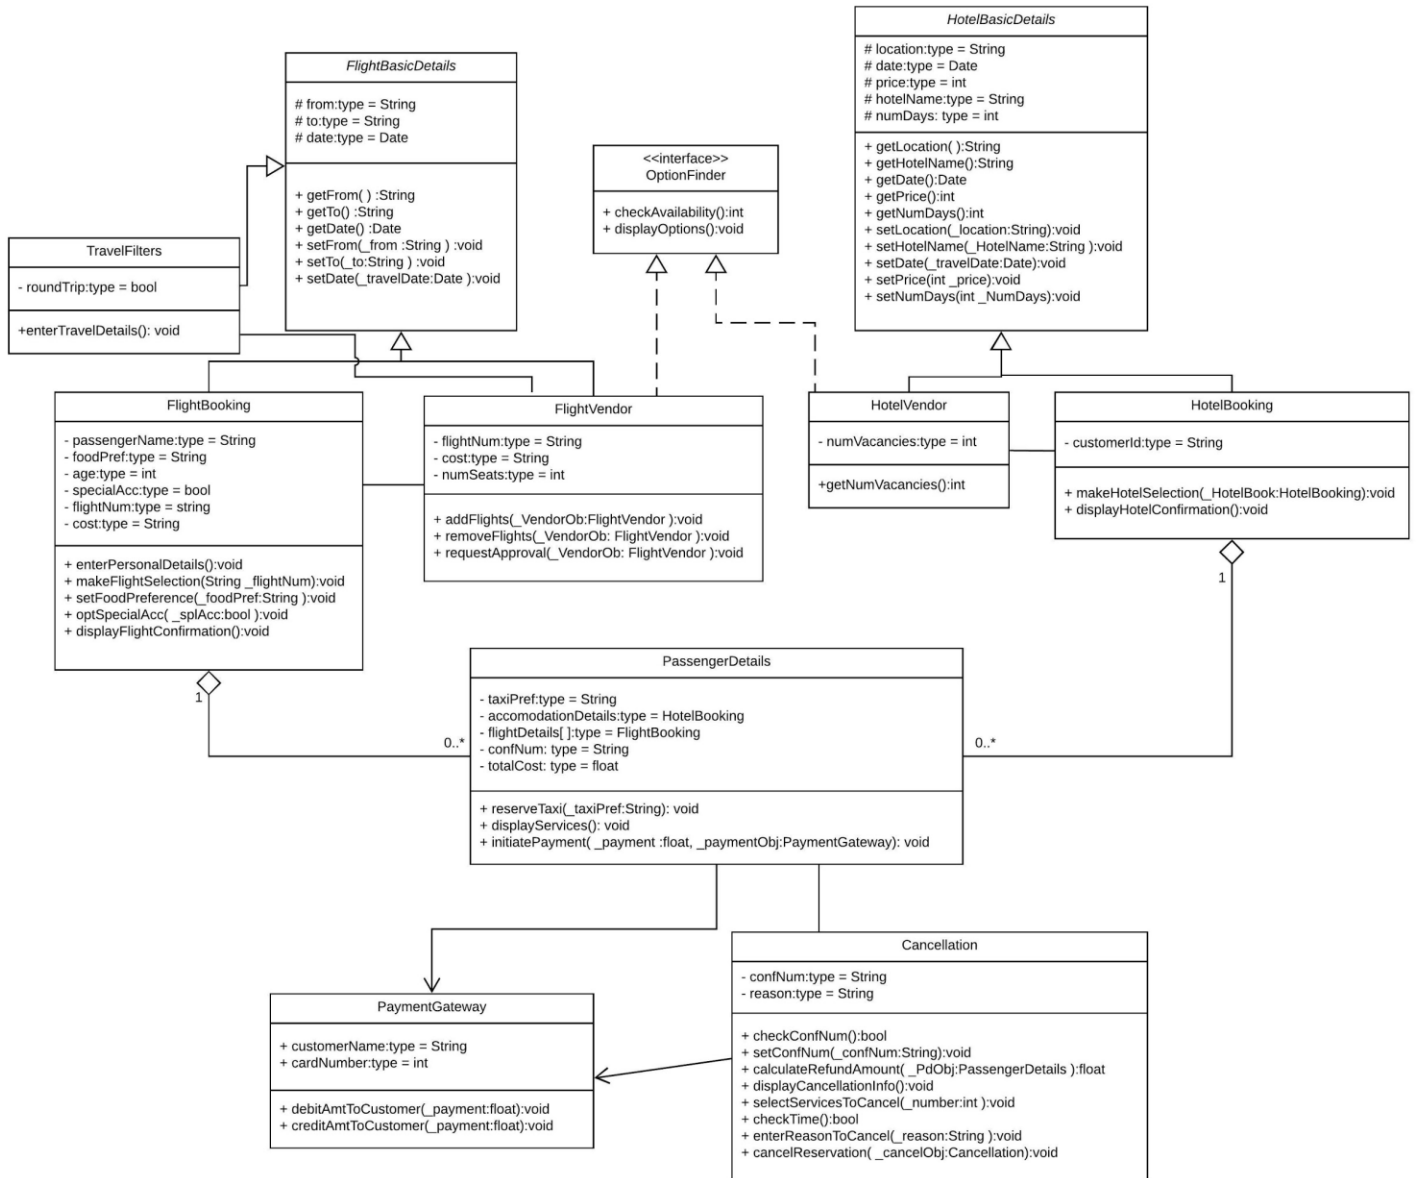 HotelBasicDetails
# location:type = String
# date:type = Date
# price:type = int
# hotelName:type = String
# numDays: type = int
+ getLocation( ):String
+ getHotelName():String
+ getDate():Date
+ getPrice():int
+ getNumDays():int
+ setLocation(_location:String):void
+ setHotelName(_HotelName:String ):void
+ setDate(_travelDate:Date):void
+ setPrice(int _price):void
+ setNumDays(int _NumDays):void
FlightBasicDetails
# from:type = String
# to:type = String
# date:type = Date
+ getFrom( ) :String
+ getTo() :String
+ getDate() :Date
+ setFrom(_from :String ) :void
+ setTo(_to:String ) :void
+ setDate(_travelDate:Date ):void
<<interface>>
OptionFinder
+ checkAvailability():int
+ displayOptions():void
TravelFilters
- roundTrip:type = bool
+enterTravelDetails(): void
FlightBooking
- passengerName:type = String
- foodPref:type = String
- age:type = int
- specialAcc:type = bool
- flightNum:type = string
- cost:type = String
+ enterPersonalDetails():void
+ makeFlightSelection(String _flightNum):void
+ setFoodPreference(_foodPref:String ):void
+ optSpecialAcc( _splAcc:bool ):void
+ displayFlightConfirmation():void
FlightVendor
- flightNum:type = String
- cost:type = String
- numSeats:type = int
+ addFlights(_VendorOb:FlightVendor ):void
+ removeFlights(_VendorOb: FlightVendor ):void
+ requestApproval(_VendorOb: FlightVendor ):void
HotelVendor
- numVacancies:type = int
+getNumVacancies():int
HotelBooking
- customerId:type = String
+ makeHotelSelection(_HotelBook:HotelBooking):void
+ displayHotelConfirmation():void
1
1
0..*
0..*
PassengerDetails
- taxiPref:type = String
- accomodationDetails:type = HotelBooking
- flightDetails[ ]:type = FlightBooking
- confNum: type = String
- totalCost: type = float
+ reserveTaxi(_taxiPref:String): void
+ displayServices(): void
+ initiatePayment( _payment :float, _paymentObj:PaymentGateway): void
PaymentGateway
+ customerName:type = String
+ cardNumber:type = int
+ debitAmtToCustomer(_payment:float):void
+ creditAmtToCustomer(_payment:float):void
Cancellation
- confNum:type = String
- reason:type = String
+ checkConfNum():bool
+ setConfNum(_confNum:String):void
+ calculateRefundAmount( _PdObj:PassengerDetails ):float
+ displayCancellationInfo():void
+ selectServicesToCancel(_number:int ):void
+ checkTime():bool
+ enterReasonToCancel(_reason:String ):void
+ cancelReservation( _cancelObj:Cancellation):void